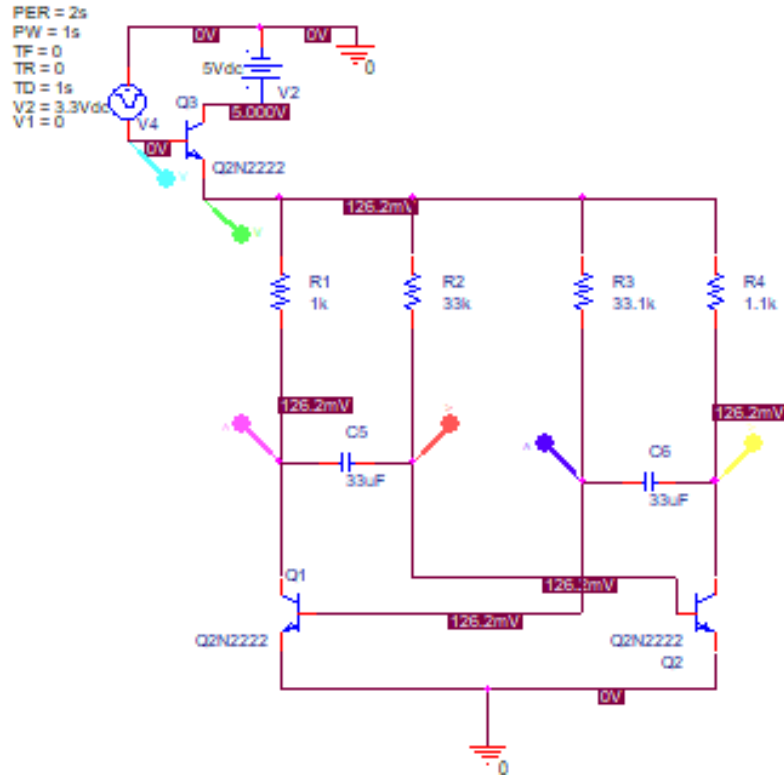 PER = 2s
PW = 1s
TF = 0
TR = 0
TD = 1s
V2 = 3.3Vdc
V1 = 0
0V
0V
0
5Vdc
V2
Q3
5.000V
V4
0V
Q2N2222
V
V
126.2mV
R1
1k
R2
33k
R3
33.1k
R4
1.1k
126.2mV
126.2mV
C5
33uF
C6
33uF
Q1
126.2mV
Q2N2222
126.2mV
Q2N2222
Q2
0V
0